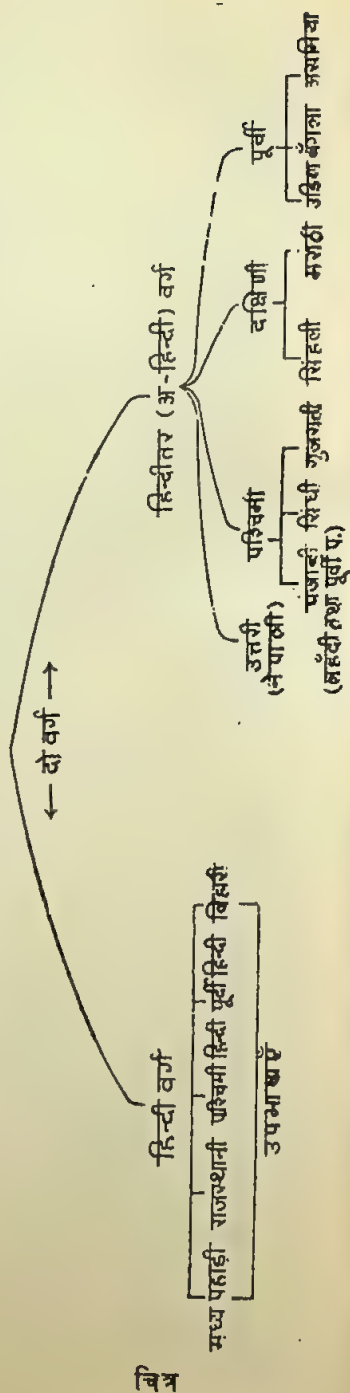 ← दो वर्ग →
हिन्दी वर्ग
मध्य पहाड़ी राजस्थानी पश्चिमी हिन्दी पूर्वी हिन्दी बिहारी
उपभाषाएँ
हिन्दीतर (अ-हिन्दी) वर्ग
उत्तरी
(नेपाली)
पश्चिमी
पंजाबी सिंधी गुजराती
(लहँदी तथा पूर्वी प.)
दक्षिणी
सिंहली मराठी
पूर्वी
उड़िया बँगला असमिया
चित्र